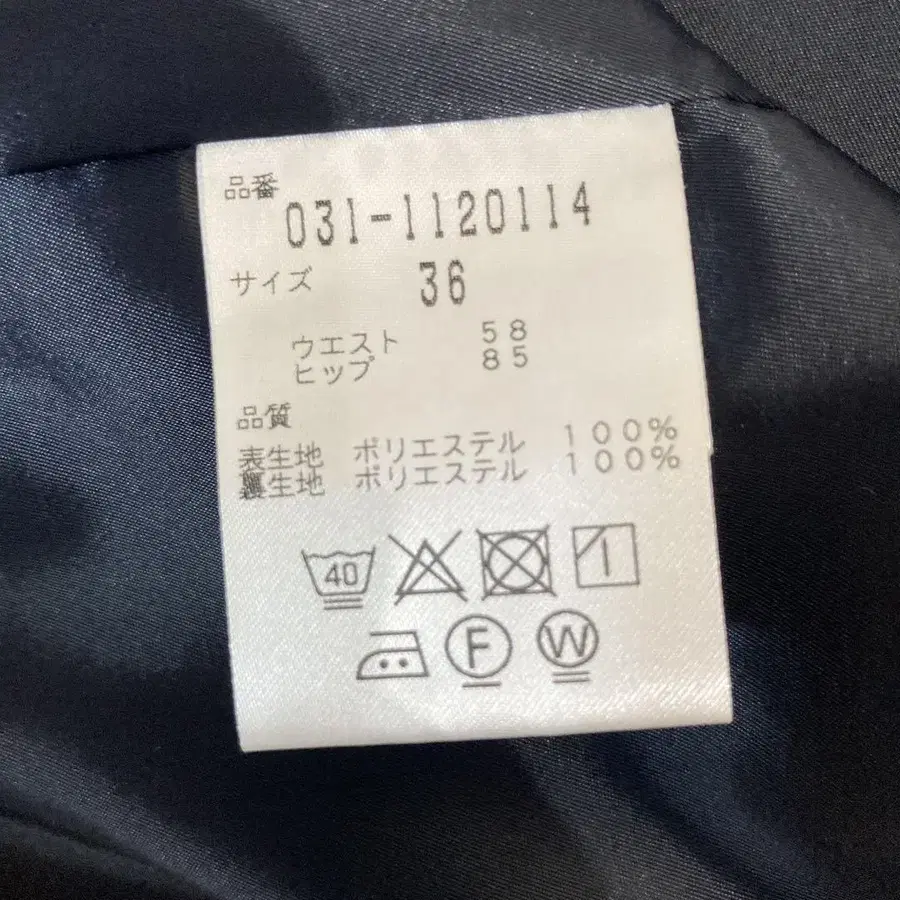 品番
031-1120114
サイズ 36
ウエスト 58
ヒップ 85
品質
表生地 ポリエステル 100%
裏生地 ポリエステル 100%
40
F W